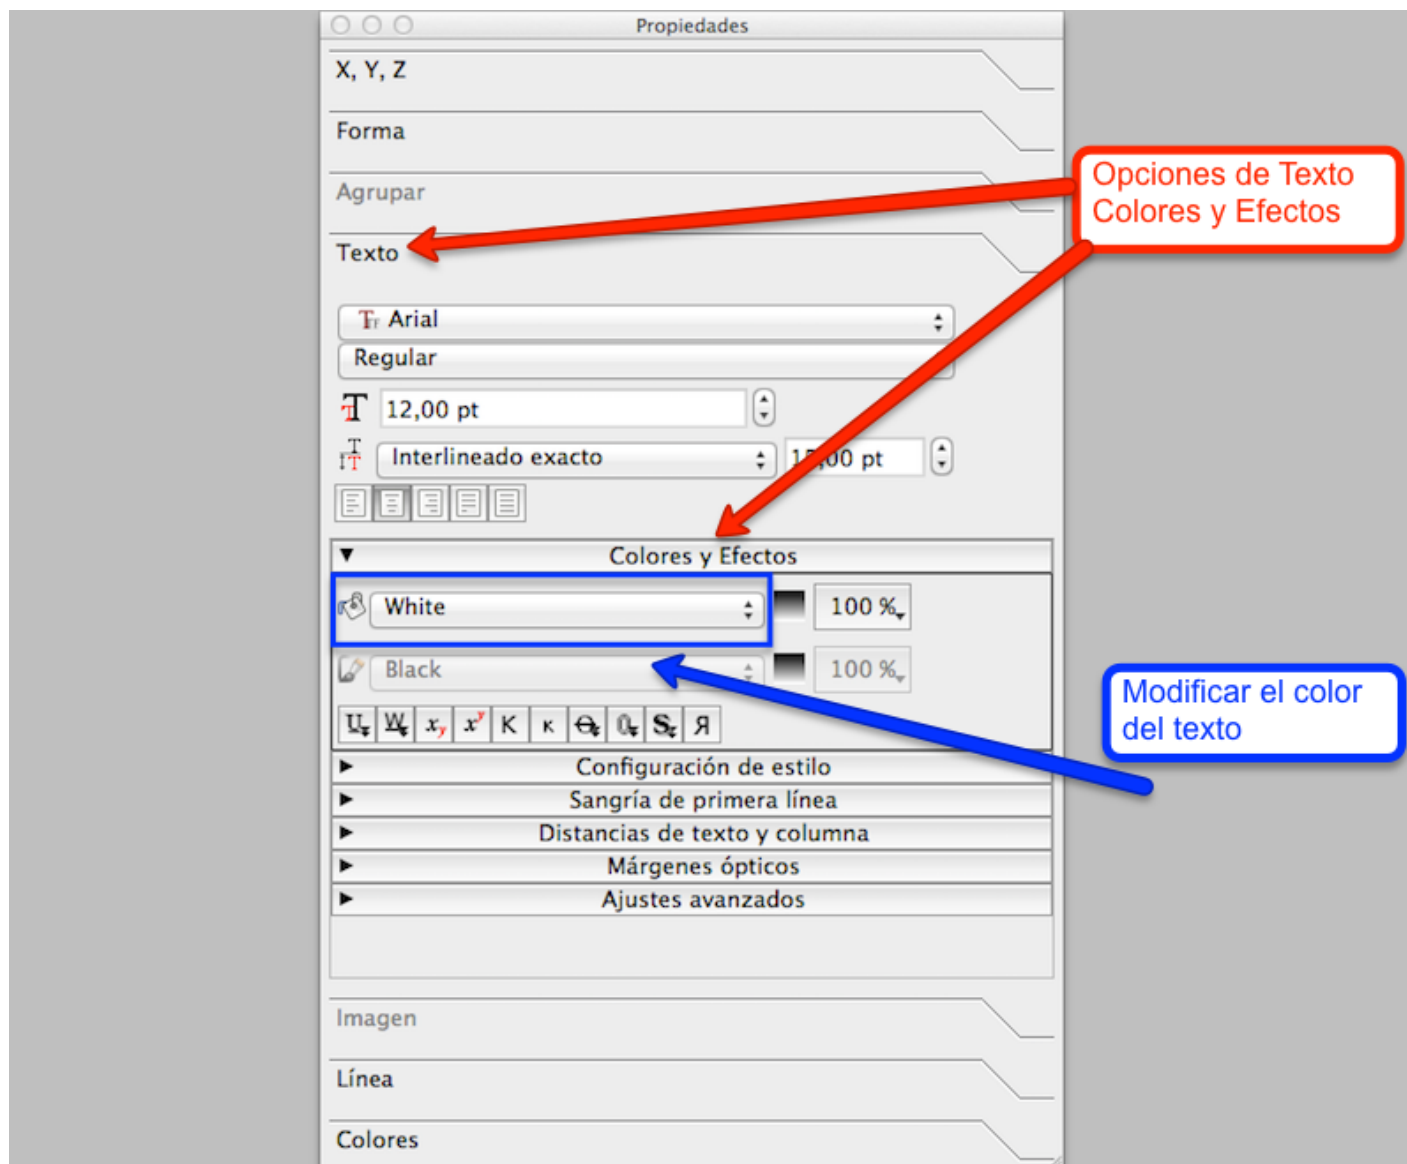 Propiedades
X, Y, Z
Forma
Agrupar
Opciones de Texto
Colores y Efectos
Texto
Arial
Regular
12,00 pt
Interlineado exacto
pt
Colores y Efectos
White 100 %
Black 100 %
Modificar el color
del texto
Configuración de estilo
Sangría de primera línea
Distancias de texto y columna
Márgenes ópticos
Ajustes avanzados
Imagen
Línea
Colores